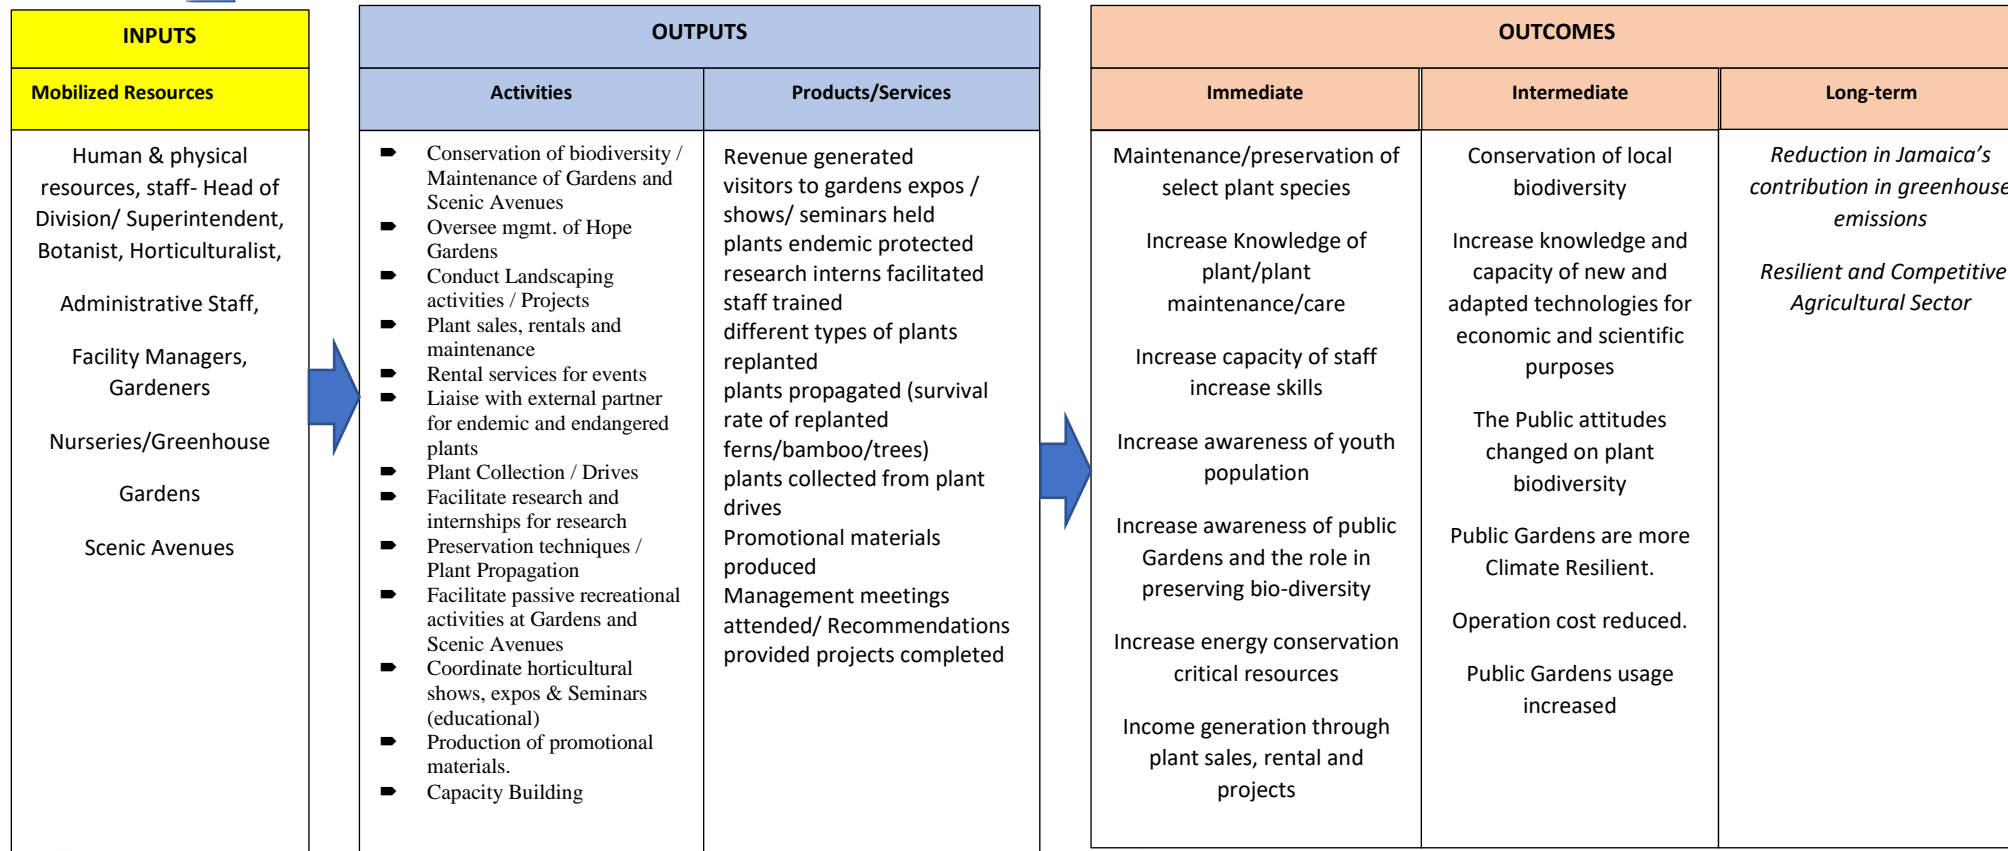 INPUTS
Mobilized Resources
Human & physical
resources, staff- Head of
Division/ Superintendent,
Botanist, Horticulturalist,
Administrative Staff,
Facility Managers,
Gardeners
Nurseries/Greenhouse
Gardens
Scenic Avenues
OUTPUTS
Activities
Conservation of biodiversity /
Maintenance of Gardens and
Scenic Avenues
Oversee mgmt. of Hope
Gardens
Conduct Landscaping
activities / Projects
Plant sales, rentals and
maintenance
Rental services for events
Liaise with external partner
for endemic and endangered
plants
Plant Collection / Drives
Facilitate research and
internships for research
Preservation techniques /
Plant Propagation
Facilitate passive recreational
activities at Gardens and
Scenic Avenues
Coordinate horticultural
shows, expos & Seminars
(educational)
Production of promotional
materials.
Capacity Building
Products/Services
Revenue generated
visitors to gardens expos /
shows/ seminars held
plants endemic protected
research interns facilitated
staff trained
different types of plants
replanted
plants propagated (survival
rate of replanted
ferns/bamboo/trees)
plants collected from plant
drives
Promotional materials
produced
Management meetings
attended/ Recommendations
provided projects completed
OUTCOMES
Immediate
Maintenance/preservation of
select plant species
Increase Knowledge of
plant/plant
maintenance/care
Increase capacity of staff
increase skills
Increase awareness of youth
population
Increase awareness of public
Gardens and the role in
preserving bio-diversity
Increase energy conservation
critical resources
Income generation through
plant sales, rental and
projects
Intermediate
Conservation of local
biodiversity
Increase knowledge and
capacity of new and
adapted technologies for
economic and scientific
purposes
The Public attitudes
changed on plant
biodiversity
Public Gardens are more
Climate Resilient.
Operation cost reduced.
Public Gardens usage
increased
Long-term
Reduction in Jamaica’s
contribution in greenhouse
emissions
Resilient and Competitive
Agricultural Sector